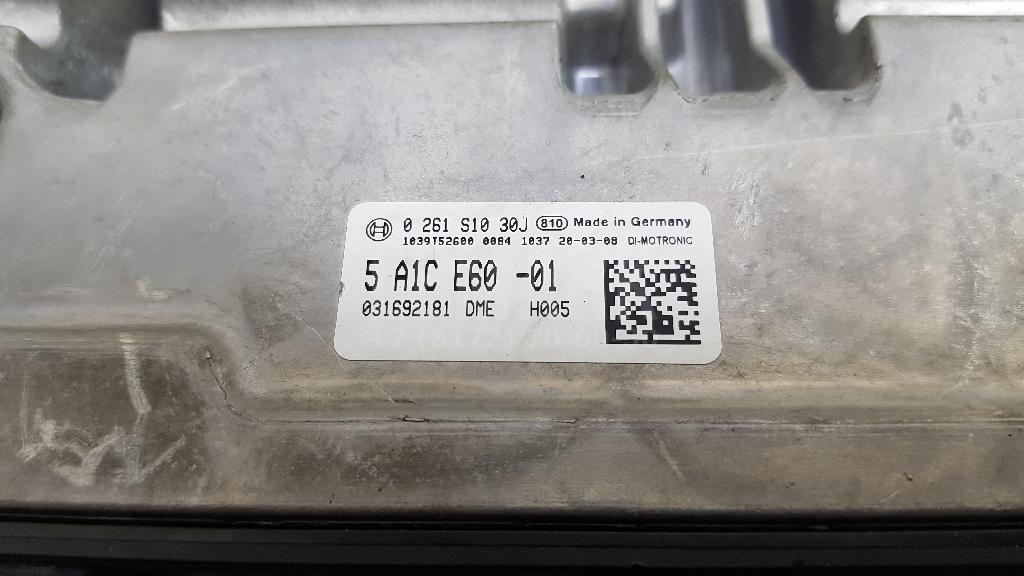 0 261 S10 30J 810 Made in Germany
1039T52600 0084 1037 20-03-08 DI-MOTRONIC
5 A1C E60 -01
031692181 DME H005